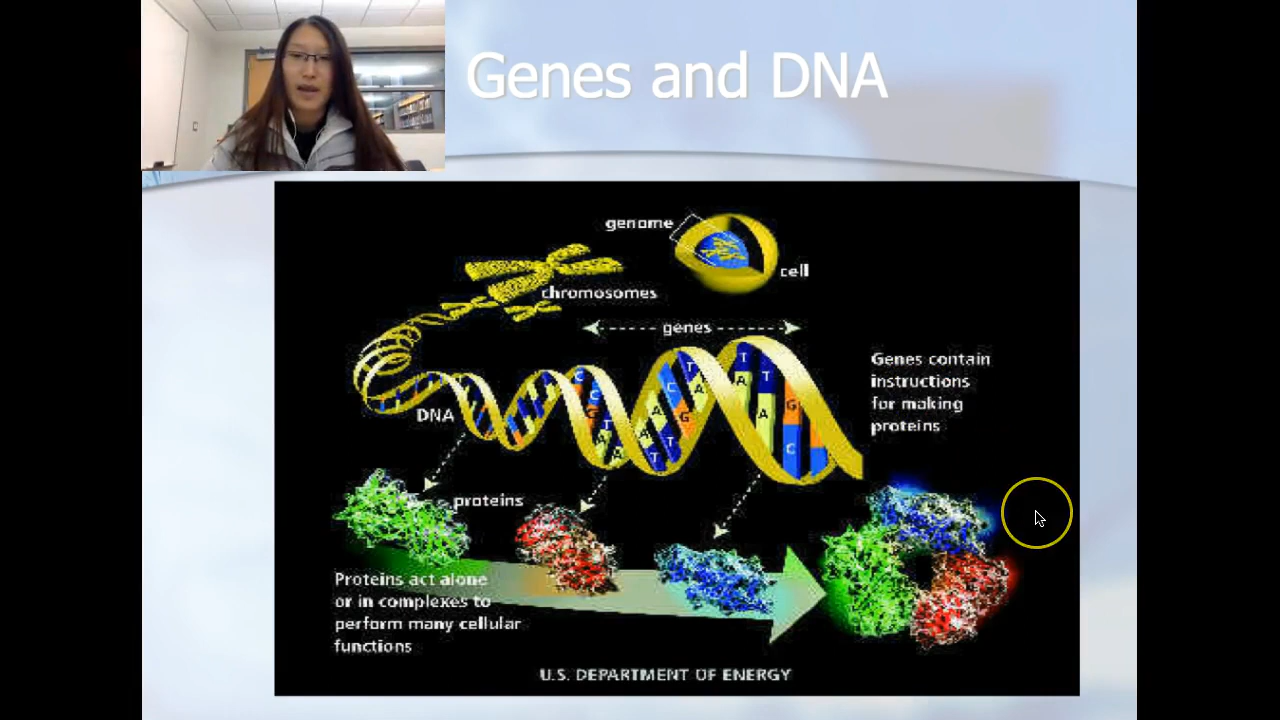 Genes and DNA
genome
cell
chromosomes
genes
Genes contain
instructions
for making
proteins
DNA
C
C
G
T
A
A
A
T
C
G
T
A
A
T
T
A
T
A
G
C
proteins
Proteins act alone
or in complexes to
perform many cellular
functions
U.S. DEPARTMENT OF ENERGY